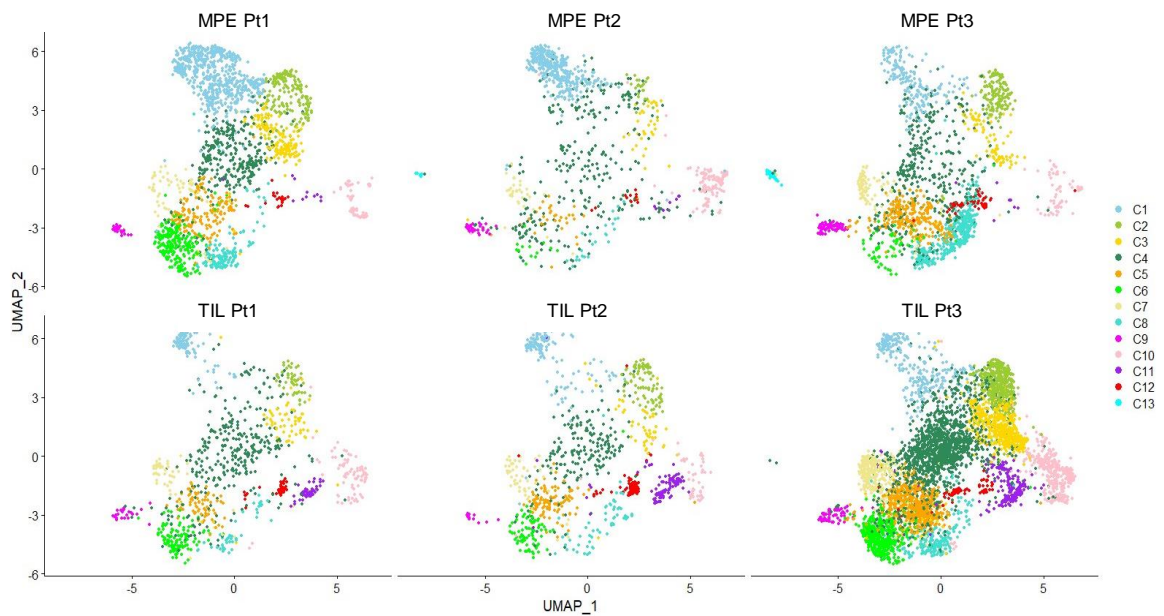 MPE Pt1 MPE Pt2 MPE Pt3
6
3
0
-3
-6
UMAP_2
TIL Pt1 TIL Pt2 TIL Pt3
6
3
0
-3
-6
-5 0 5 -5 0 5 -5 0 5
UMAP_1
C1
C2
C3
C4
C5
C6
C7
C8
C9
C10
C11
C12
C13